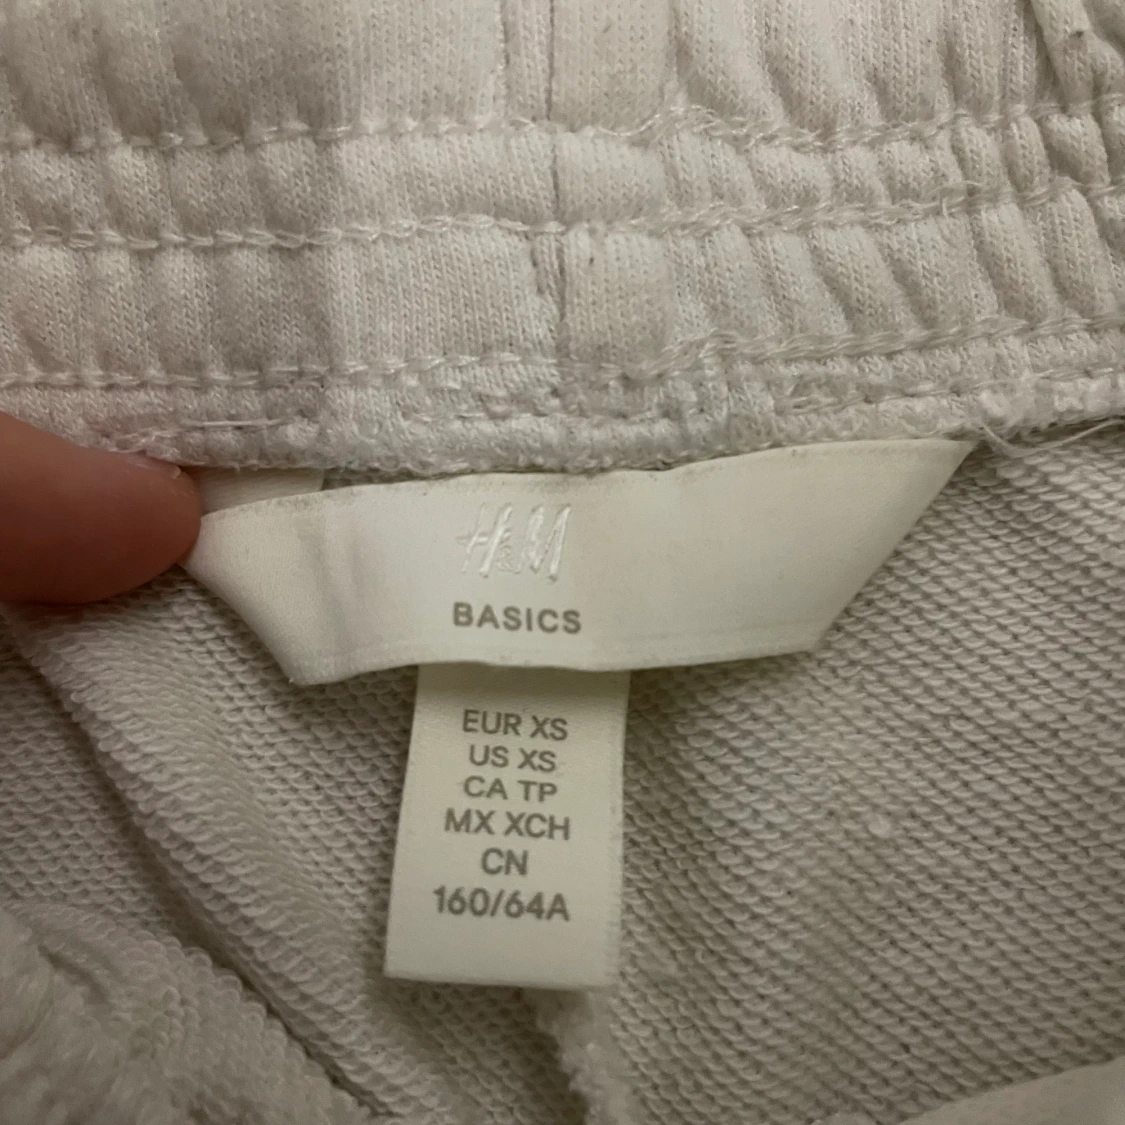 H&M
BASICS
EUR XS
US XS
CA TP
MX XCH
CN
160/64A